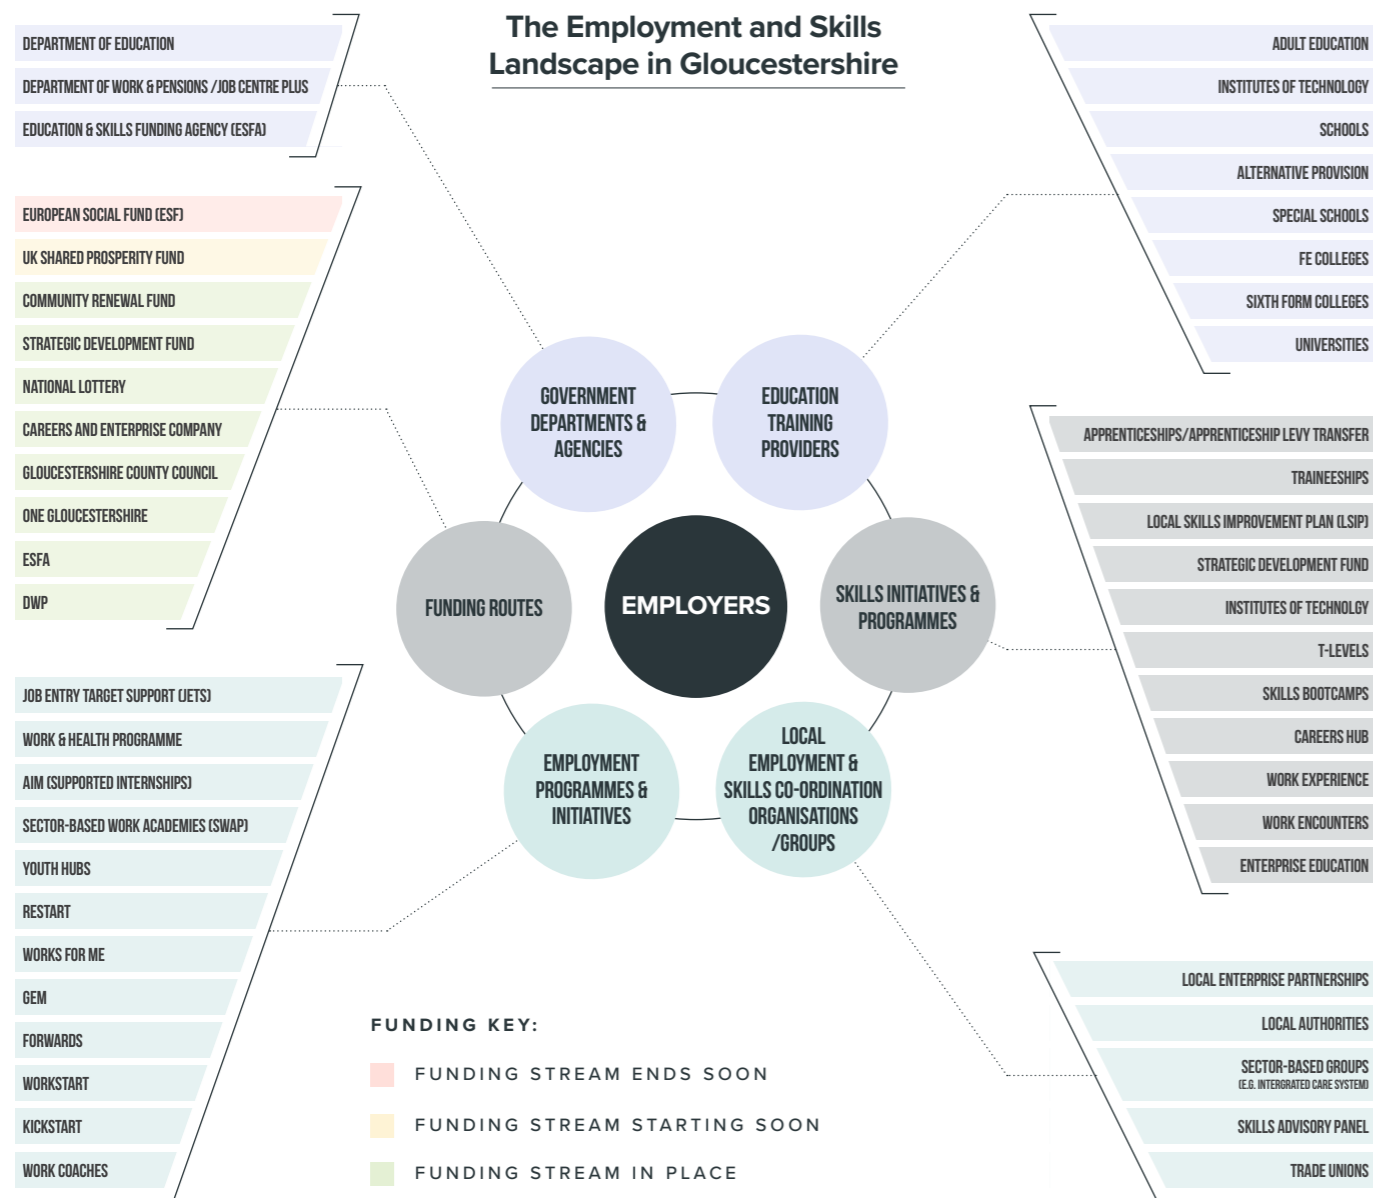 The Employment and Skills
Landscape in Gloucestershire
DEPARTMENT OF EDUCATION
DEPARTMENT OF WORK & PENSIONS /JOB CENTRE PLUS
EDUCATION & SKILLS FUNDING AGENCY (ESFA)
EUROPEAN SOCIAL FUND (ESF)
UK SHARED PROSPERITY FUND
COMMUNITY RENEWAL FUND
STRATEGIC DEVELOPMENT FUND
NATIONAL LOTTERY
CAREERS AND ENTERPRISE COMPANY
GLOUCESTERSHIRE COUNTY COUNCIL
ONE GLOUCESTERSHIRE
ESFA
DWP
JOB ENTRY TARGET SUPPORT (JETS)
WORK & HEALTH PROGRAMME
AIM (SUPPORTED INTERNSHIPS)
SECTOR-BASED WORK ACADEMIES (SWAP)
YOUTH HUBS
RESTART
WORKS FOR ME
GEM
FORWARDS
WORKSTART
KICKSTART
WORK COACHES
GOVERNMENT
DEPARTMENTS &
AGENCIES
EDUCATION
TRAINING
PROVIDERS
FUNDING ROUTES
EMPLOYERS
SKILLS INITIATIVES &
PROGRAMMES
EMPLOYMENT
PROGRAMMES &
INITIATIVES
LOCAL
EMPLOYMENT &
SKILLS CO-ORDINATION
ORGANISATIONS
/GROUPS
FUNDING KEY:
FUNDING STREAM ENDS SOON
FUNDING STREAM STARTING SOON
FUNDING STREAM IN PLACE
ADULT EDUCATION
INSTITUTES OF TECHNOLOGY
SCHOOLS
ALTERNATIVE PROVISION
SPECIAL SCHOOLS
FE COLLEGES
SIXTH FORM COLLEGES
UNIVERSITIES
APPRENTICESHIPS/APPRENTICESHIP LEVY TRANSFER
TRAINEESHIPS
LOCAL SKILLS IMPROVEMENT PLAN (LSIP)
STRATEGIC DEVELOPMENT FUND
INSTITUTES OF TECHNOLGY
T-LEVELS
SKILLS BOOTCAMPS
CAREERS HUB
WORK EXPERIENCE
WORK ENCOUNTERS
ENTERPRISE EDUCATION
LOCAL ENTERPRISE PARTNERSHIPS
LOCAL AUTHORITIES
SECTOR-BASED GROUPS
(E.G. INTERGRATED CARE SYSTEM)
SKILLS ADVISORY PANEL
TRADE UNIONS